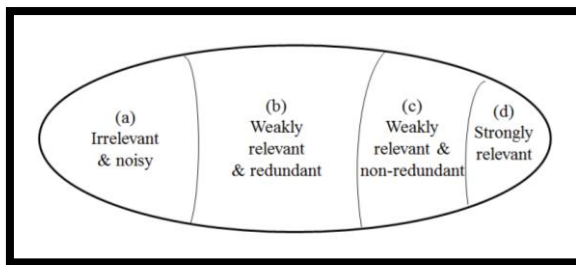 (a)
Irrelevant
& noisy
(b)
Weakly
relevant
& redundant
(c)
Weakly
relevant &
non-redundant
(d)
Strongly
relevant